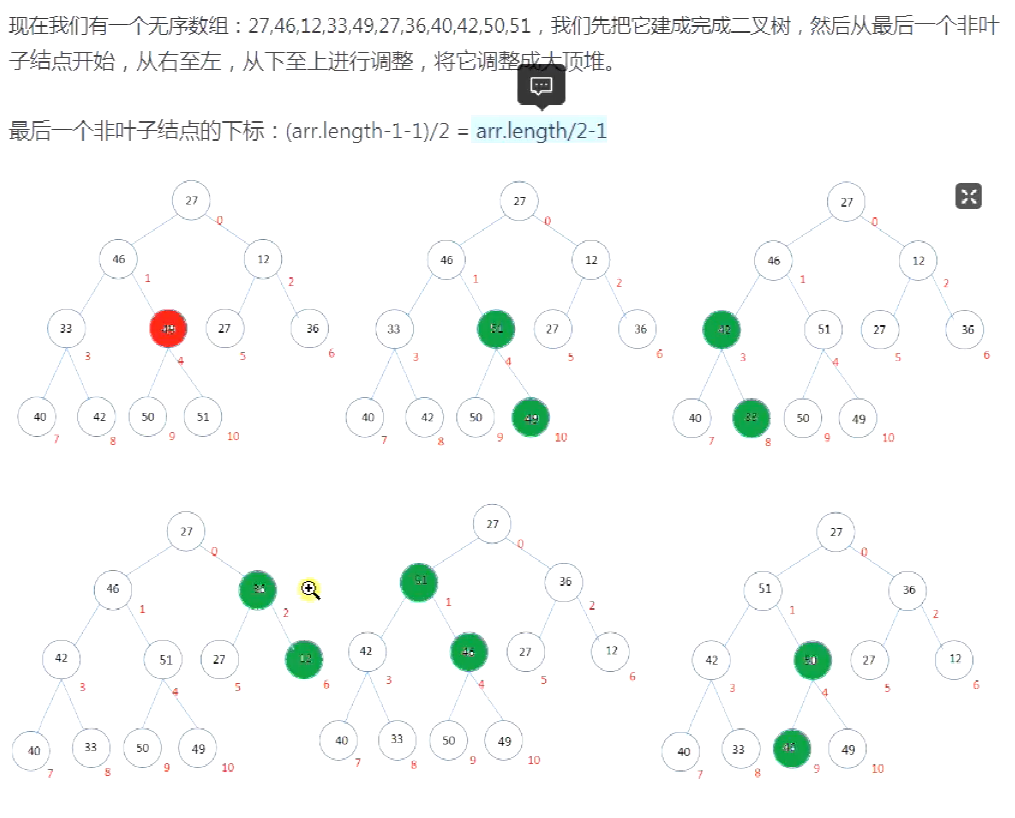 现在我们有一个无序数组：27,46,12,33,49,27,36,40,42,50,51，我们先把它建成完成二叉树，然后从最后一个非叶
子结点开始，从右至左，从下至上进行调整，将它调整成大顶堆。
最后一个非叶子结点的下标：(arr.length-1-1)/2 = arr.length/2-1
27
0
46 12
1 2
33 27 36
3 4 5 6
40 42 50 51
7 8 9 10
27
0
46 12
1 2
33 51 27 36
3 4 5 6
40 42 50 49
7 8 9 10
27
0
46 12
1 2
42 51 27 36
3 4 5 6
40 33 50 49
7 8 9 10
27
0
46 36
1 2
42 51 27 12
3 4 5 6
40 33 50 49
7 8 9 10
27
0
51 36
1 2
42 46 27 12
3 4 5 6
40 33 50 49
7 8 9 10
27
0
51 36
1 2
42 50 27 12
3 4 5 6
40 33 46 49
7 8 9 10